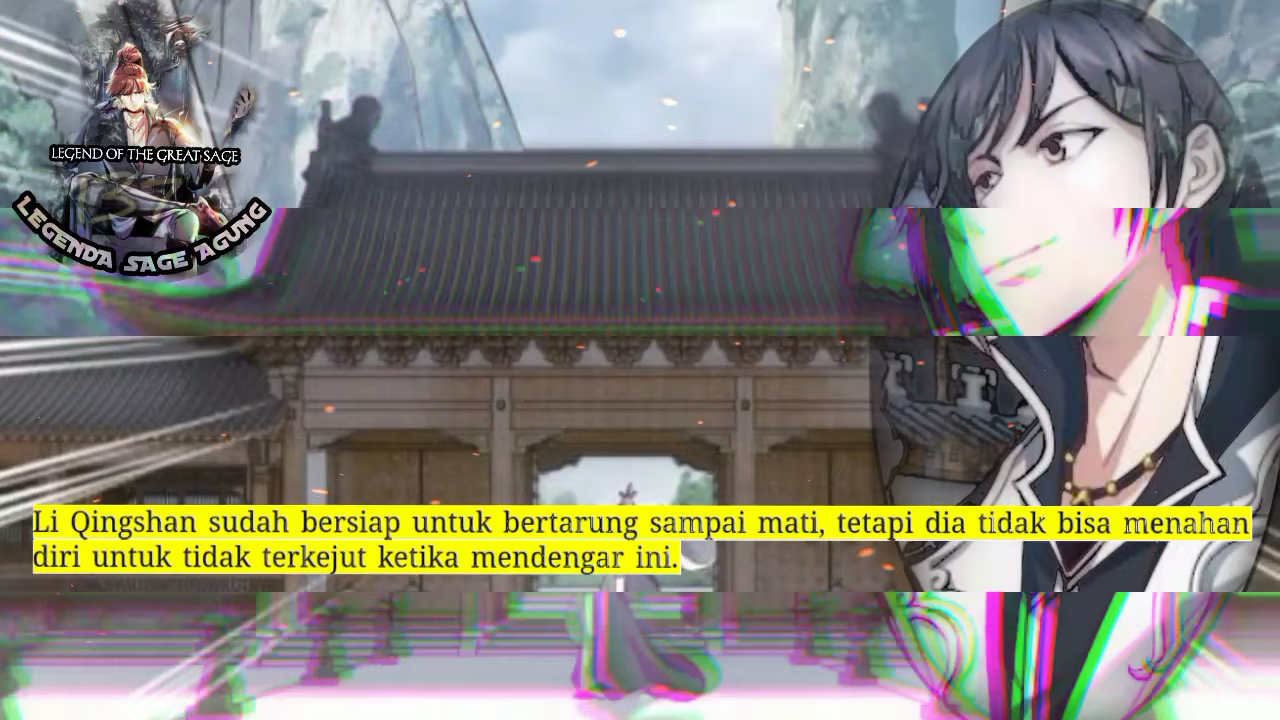 LEGEND OF THE GREAT SAGE
LEGENDA SAGE AGUNG
Li Qingshan sudah bersiap untuk bertarung sampai mati, tetapi dia tidak bisa menahan
diri untuk tidak terkejut ketika mendengar ini.